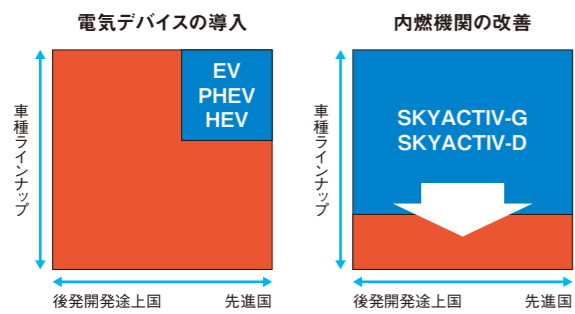 電気デバイスの導入
車種ラインナップ
EV
PHEV
HEV
後発開発途上国
先進国
内燃機関の改善
車種ラインナップ
SKYACTIV-G
SKYACTIV-D
後発開発途上国
先進国